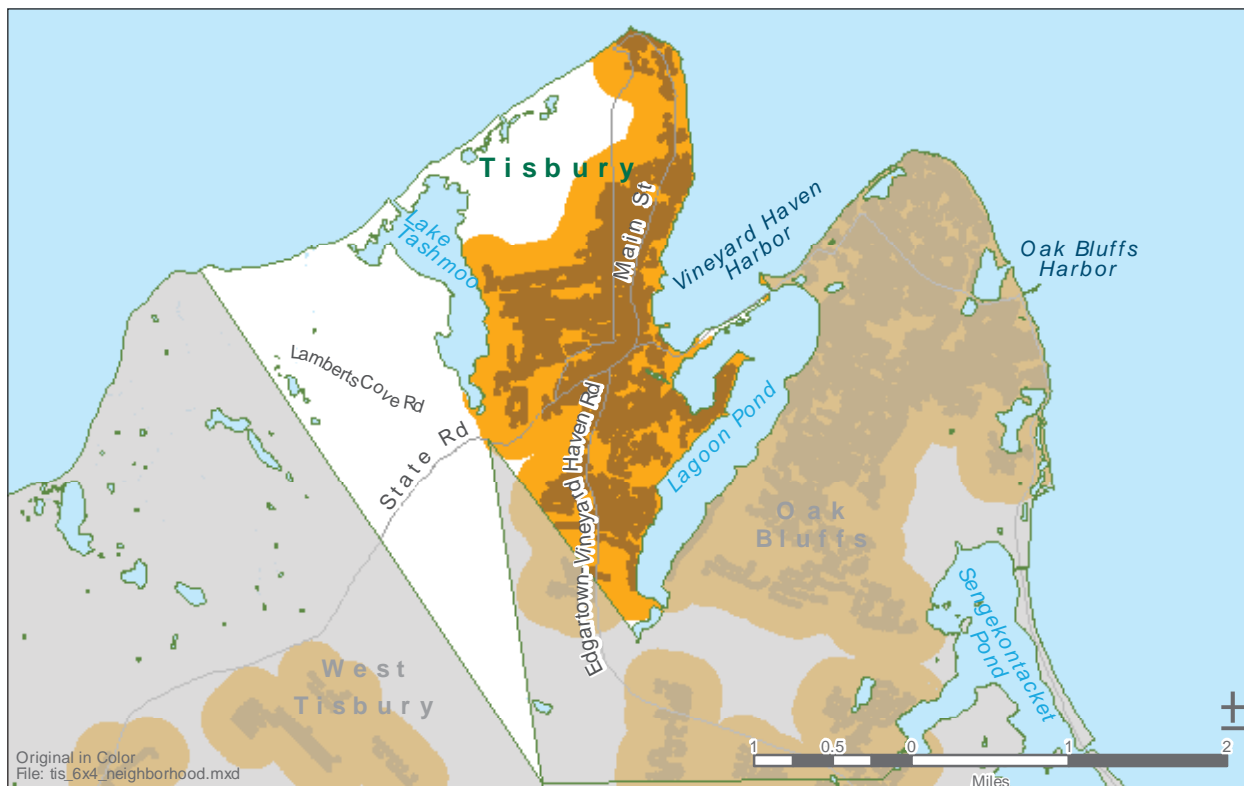 Tisbury
Main St
Lake
Tashmoo
Vineyard Haven
Harbor
Oak Bluffs
Harbor
Lamberts Cove Rd
State Rd
Edgartown-Vineyard Haven Rd
Lagoon Pond
Oak
Bluffs
Sengekontacket
Pond
West
Tisbury
1 0.5 0 1 2
Miles
Original in Color
File: tis_6x4_neighborhood.mxd